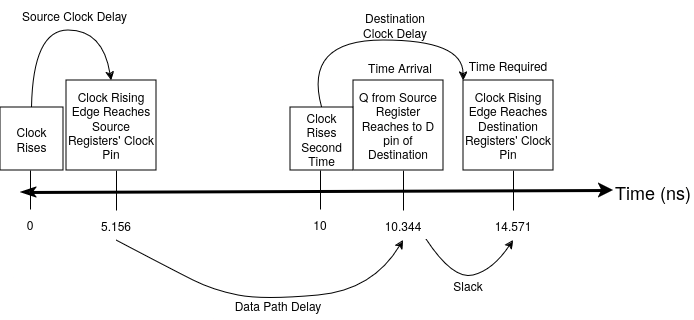 Source Clock Delay
Destination
Clock Delay
Time Arrival
Time Required
Clock
Rises
Clock Rising
Edge Reaches
Source
Registers' Clock
Pin
Clock
Rises
Second
Time
Q from Source
Register
Reaches to D
pin of
Destination
Clock Rising
Edge Reaches
Destination
Registers' Clock
Pin
Time (ns)
0
5.156
10
10.344
14.571
Data Path Delay
Slack